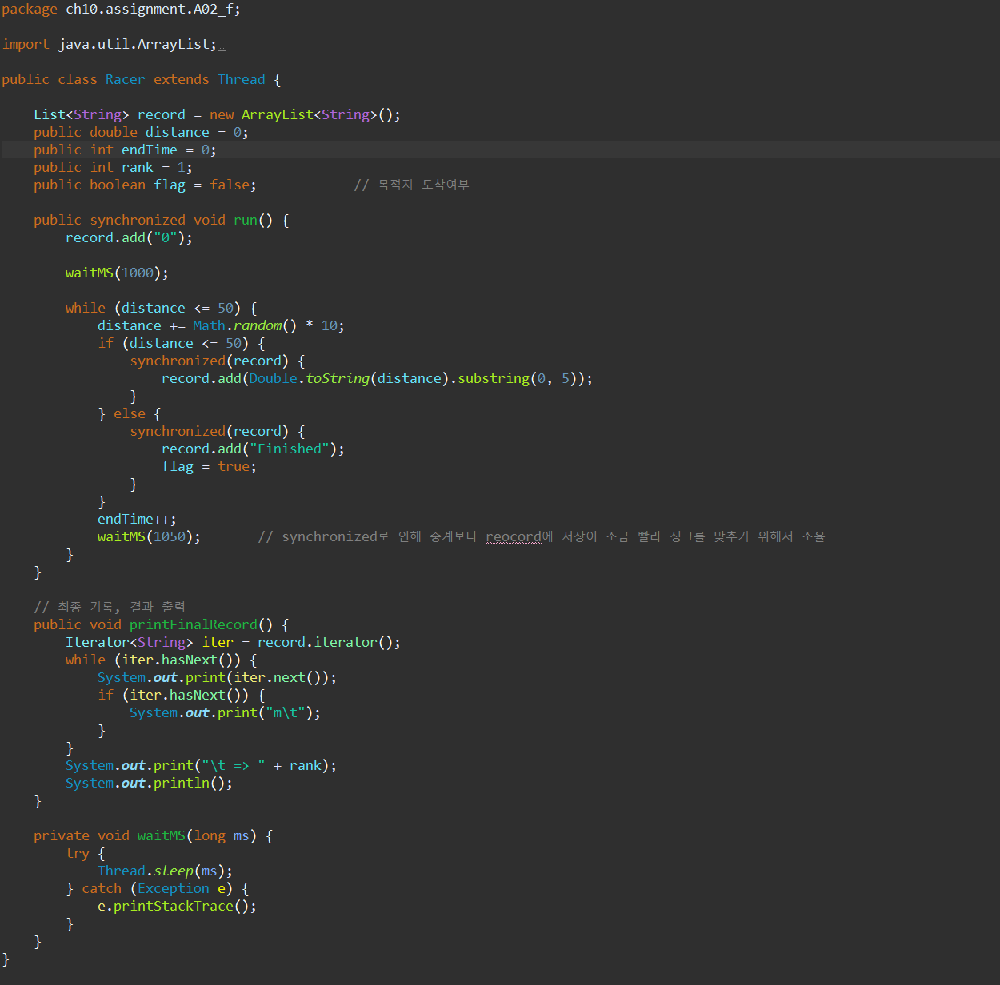 package ch10.assignment.A02_f;
import java.util.ArrayList;
public class Racer extends Thread {
List<String> record = new ArrayList<String>();
public double distance = 0;
public int endTime = 0;
public int rank = 1;
public boolean flag = false; // 목적지 도착여부
public synchronized void run() {
record.add("0");
waitMS(1000);
while (distance <= 50) {
distance += Math.random() * 10;
if (distance <= 50) {
synchronized(record) {
record.add(Double.toString(distance).substring(0, 5));
}
} else {
synchronized(record) {
record.add("Finished");
flag = true;
}
}
endTime++;
waitMS(1050); // synchronized로 인해 중계보다 reocord에 저장이 조금 빨라 싱크를 맞추기 위해서 조율
}
}
// 최종 기록, 결과 출력
public void printFinalRecord() {
Iterator<String> iter = record.iterator();
while (iter.hasNext()) {
System.out.print(iter.next());
if (iter.hasNext()) {
System.out.print("m\t");
}
}
System.out.print("\t => " + rank);
System.out.println();
}
private void waitMS(long ms) {
try {
Thread.sleep(ms);
} catch (Exception e) {
e.printStackTrace();
}
}
}